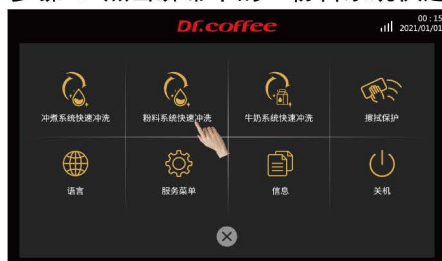 Dr.coffee
00 : 15
2021/01/01
冲煮系统快速冲洗
粉料系统快速冲洗
牛奶系统快速冲洗
擦拭保护
语言
服务菜单
信息
关机